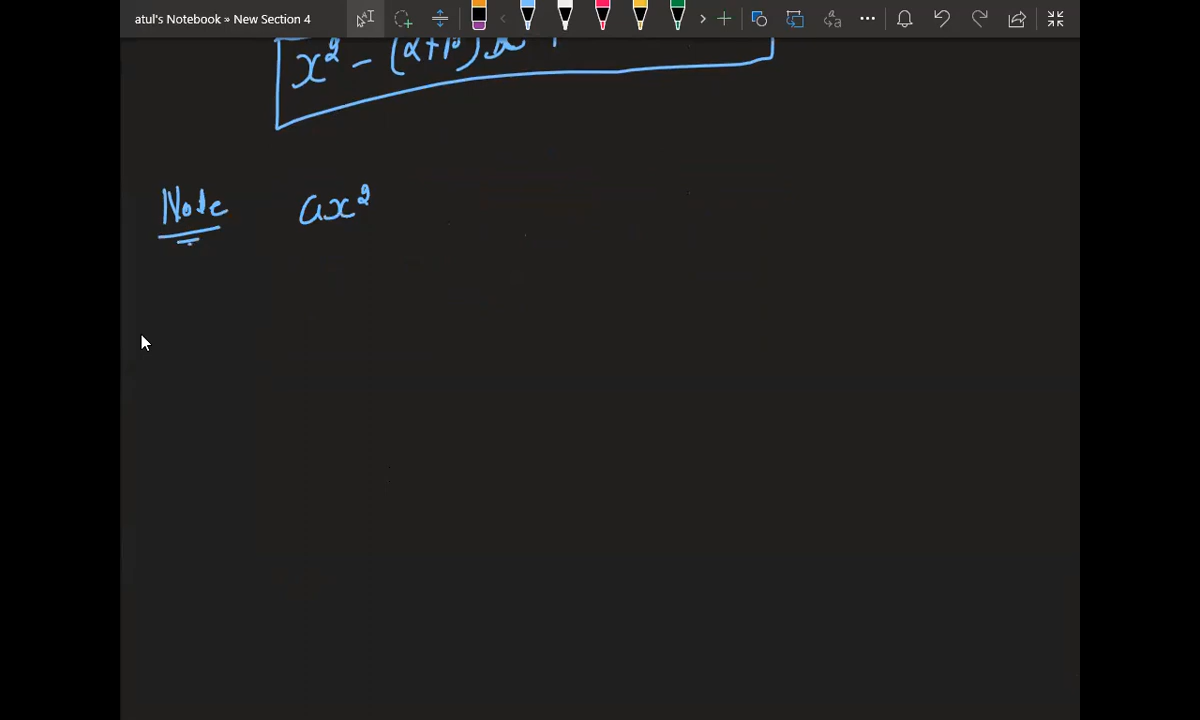 atul's Notebook » New Section 4
x² - (α+β)x +
Note ax²